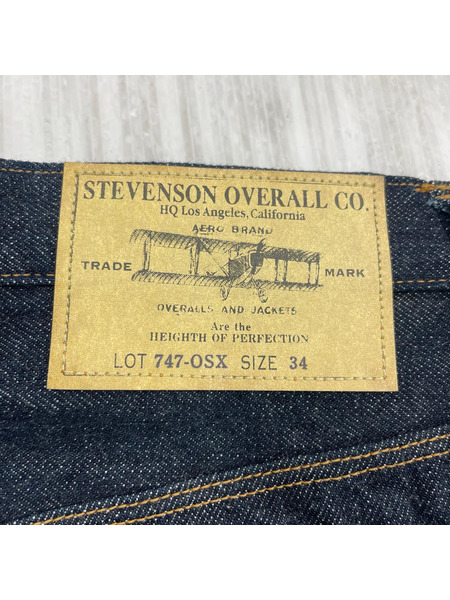 STEVENSON OVERALL CO.
HQ Los Angeles, California
AERO BRAND
TRADE MARK
OVERALLS AND JACKETS
Are the
HEIGHTH OF PERFECTION
LOT 747-OSX SIZE 34